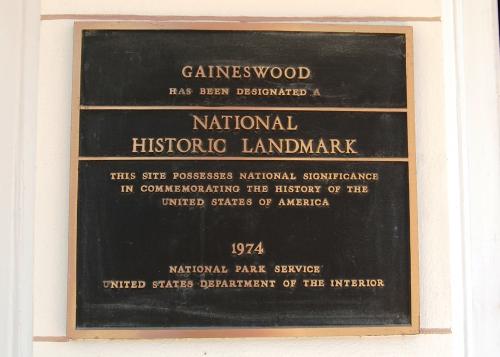 GAINESWOOD
HAS BEEN DESIGNATED A
NATIONAL
HISTORIC LANDMARK
THIS SITE POSSESSES NATIONAL SIGNIFICANCE
IN COMMEMORATING THE HISTORY OF THE
UNITED STATES OF AMERICA
1974
NATIONAL PARK SERVICE
UNITED STATES DEPARTMENT OF THE INTERIOR